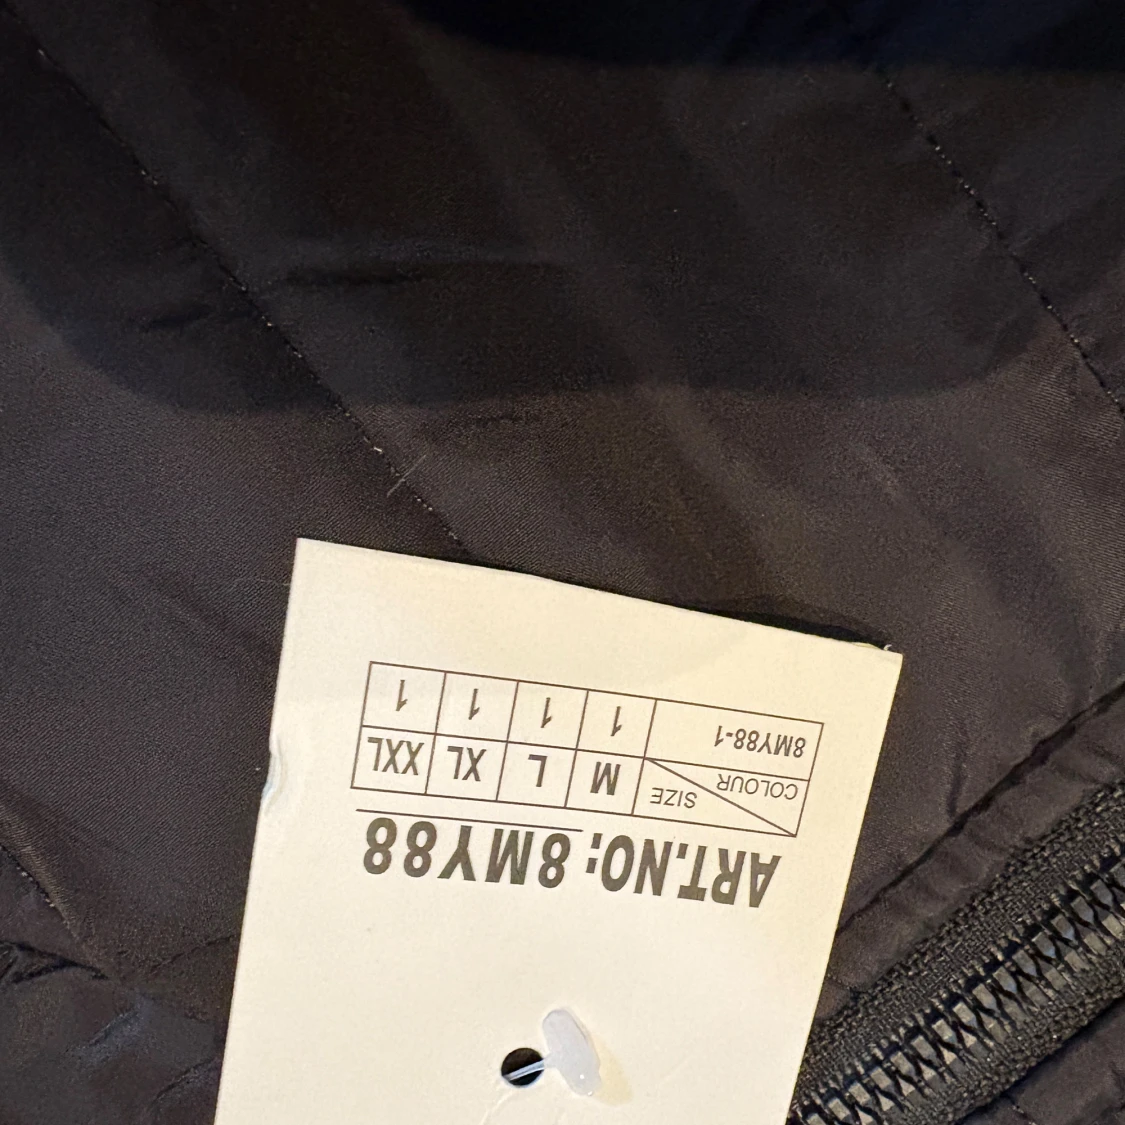 ART.NO: 8MY88
COLOUR SIZE M L XL XXL
8MY88-1 1 1 1 1